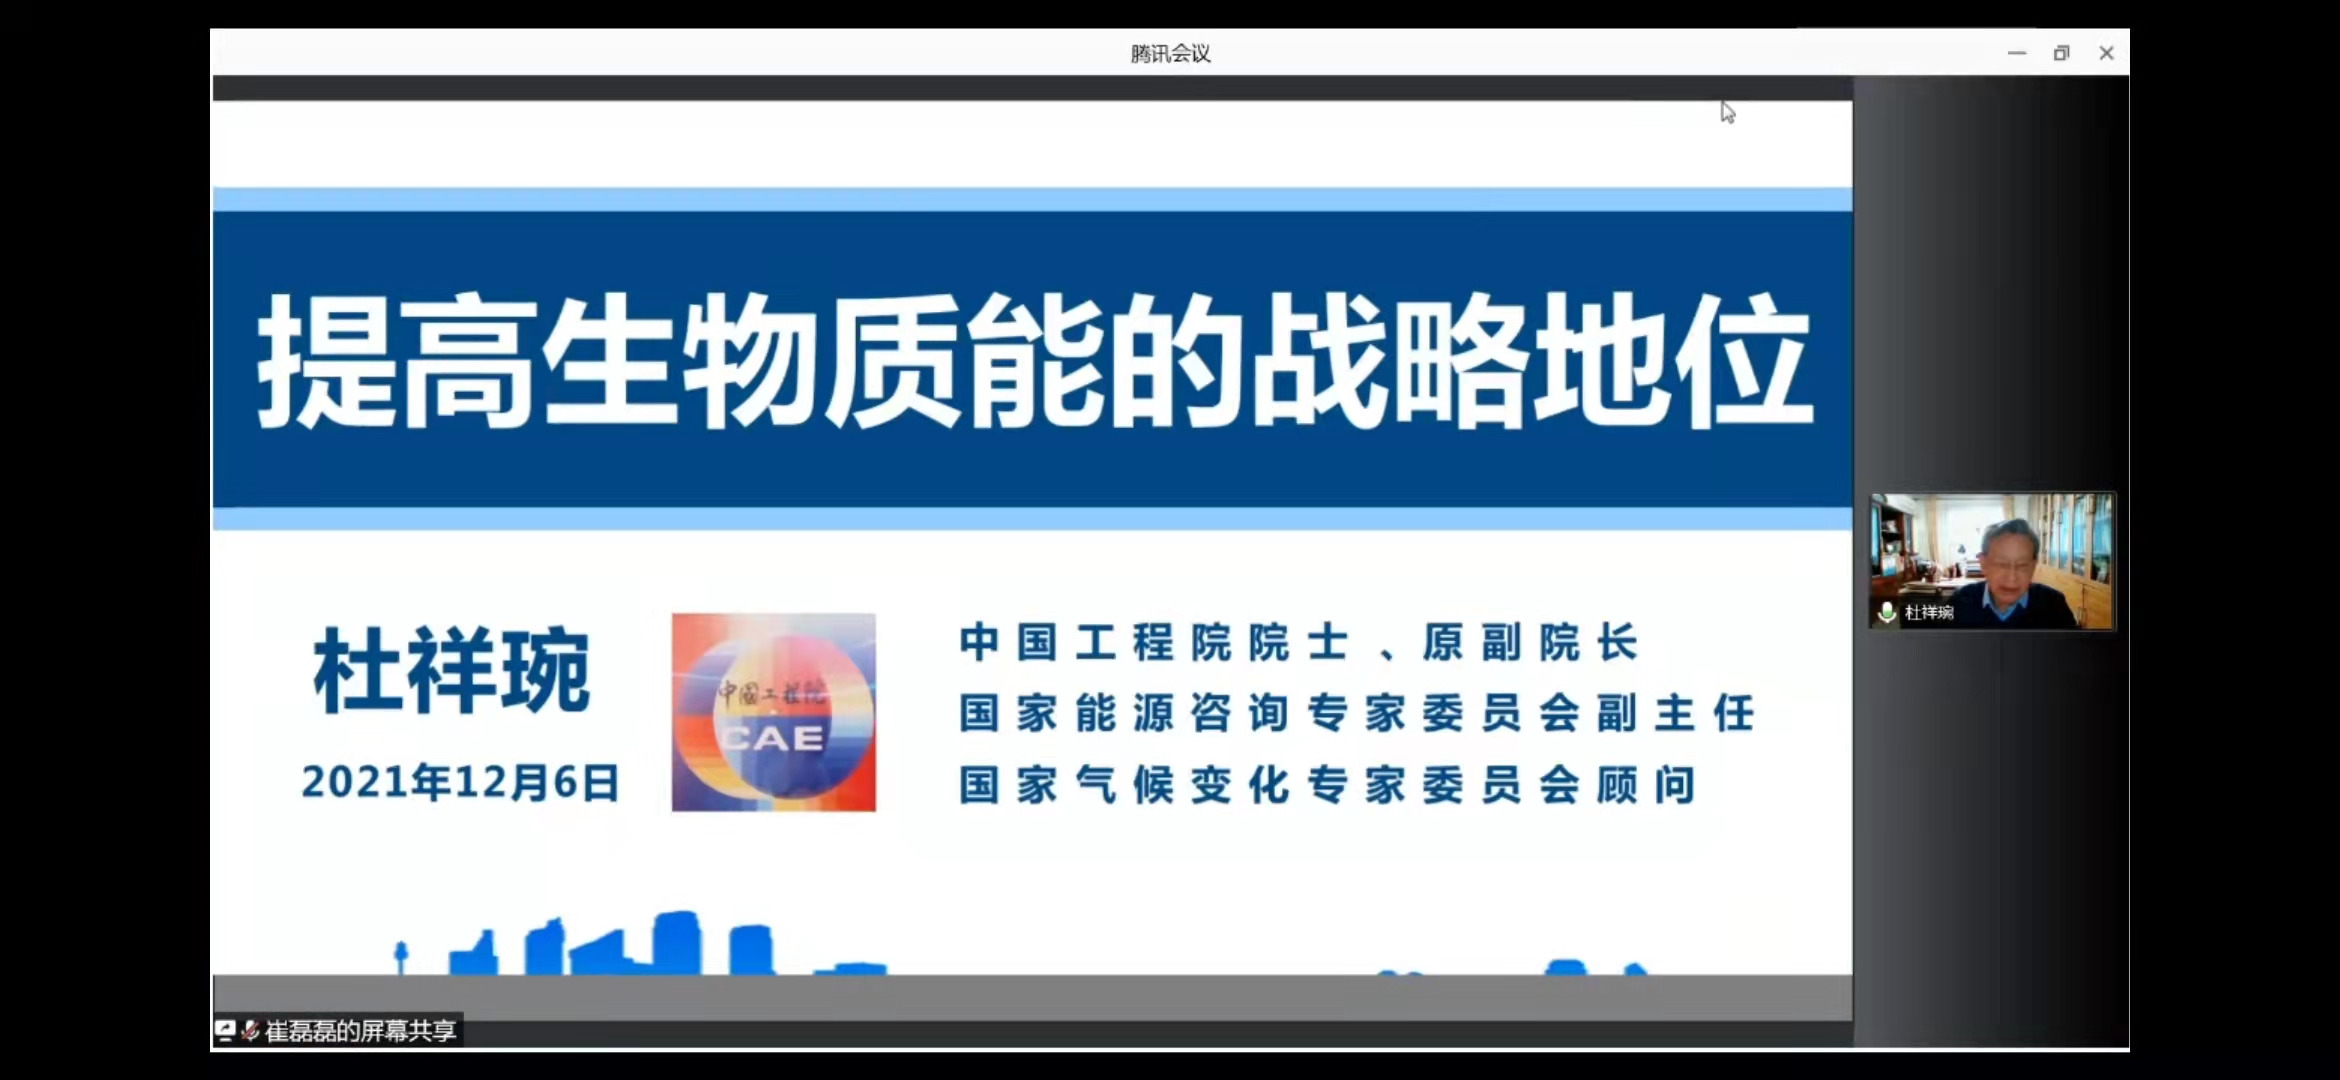 腾讯会议
提高生物质能的战略地位
杜祥琬
2021年12月6日
中国工程院
CAE
中国工程院院士、原副院长
国家能源咨询专家委员会副主任
国家气候变化专家委员会顾问
杜祥琬
崔磊磊的屏幕共享